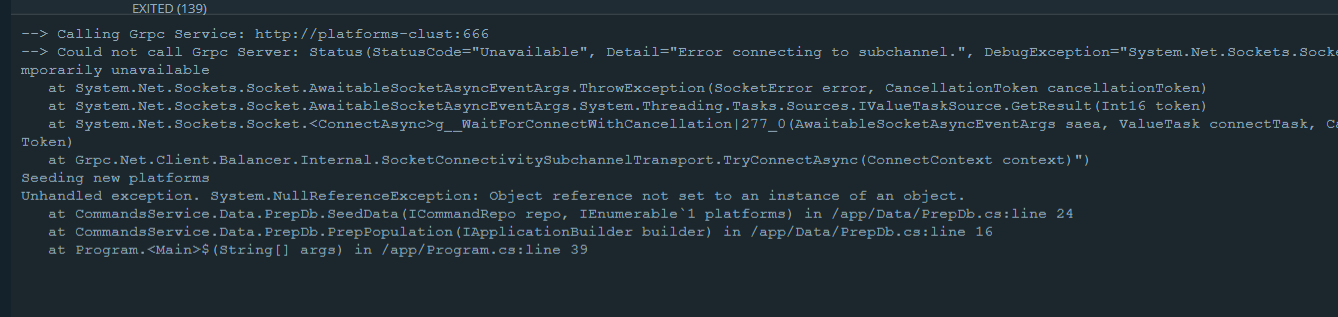 EXITED (139)
--> Calling Grpc Service: http://platforms-clust:666
--> Could not call Grpc Server: Status(StatusCode="Unavailable", Detail="Error connecting to subchannel.", DebugException="System.Net.Sockets.Socke
mporarily unavailable
at System.Net.Sockets.Socket.AwaitableSocketAsyncEventArgs.ThrowException(SocketError error, CancellationToken cancellationToken)
at System.Net.Sockets.Socket.AwaitableSocketAsyncEventArgs.System.Threading.Tasks.Sources.IValueTaskSource.GetResult(Int16 token)
at System.Net.Sockets.Socket.<ConnectAsync>g__WaitForConnectWithCancellation|277_0(AwaitableSocketAsyncEventArgs saea, ValueTask connectTask, Ca
Token)
at Grpc.Net.Client.Balancer.Internal.SocketConnectivitySubchannelTransport.TryConnectAsync(ConnectContext context)")
Seeding new platforms
Unhandled exception. System.NullReferenceException: Object reference not set to an instance of an object.
at CommandsService.Data.PrepDb.SeedData(ICommandRepo repo, IEnumerable`1 platforms) in /app/Data/PrepDb.cs:line 24
at CommandsService.Data.PrepDb.PrepPopulation(IApplicationBuilder builder) in /app/Data/PrepDb.cs:line 16
at Program.<Main>$(String[] args) in /app/Program.cs:line 39